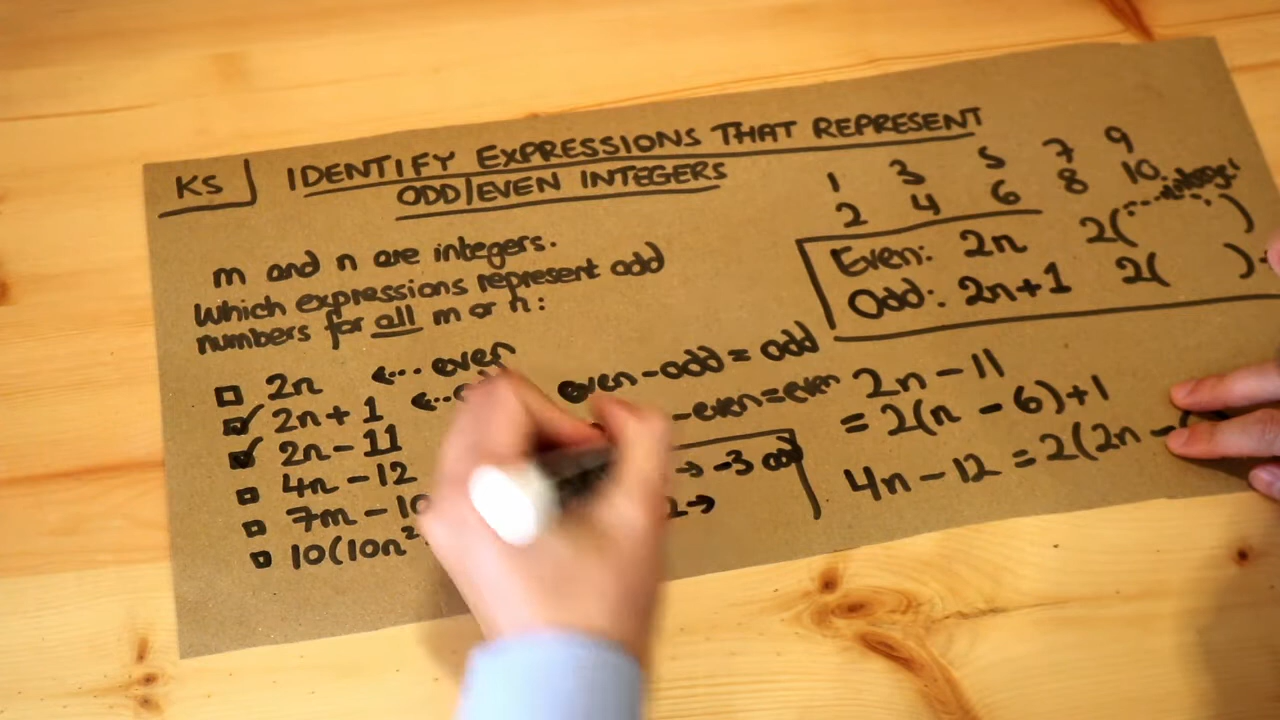 KS IDENTIFY EXPRESSIONS THAT REPRESENT
ODD/EVEN INTEGERS
m and n are integers.
Which expressions represent odd
numbers for all m or n:
□ 2n ←... even
☑ 2n + 1 ←...
☑ 2n - 11
□ 4n - 12
□ 7m - 10
□ 10(10n²
even - odd = odd
- even = even
→ -3 odd
2 →
1 3 5 7 9
2 4 6 8 10
integer
Even: 2n 2( )
Odd: 2n+1 2( ) +
2n - 11
= 2(n - 6) + 1
4n - 12 = 2(2n -